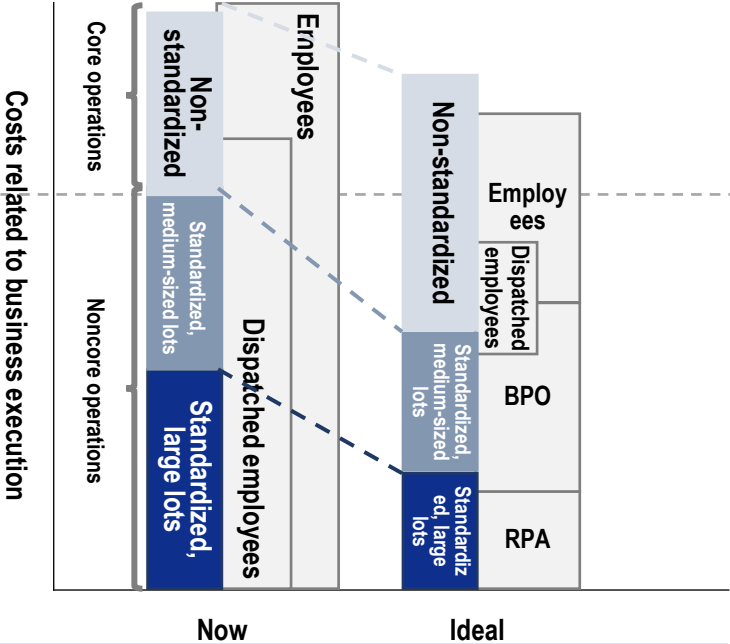 Costs related to business execution
Core operations
Noncore operations
Non-
standardized
Standardized,
medium-sized lots
Standardized,
large lots
Employees
Dispatched employees
Non-standardized
Standardized,
medium-sized
lots
Standardiz
ed, large
lots
Employ
ees
Dispatched
employees
BPO
RPA
Now
Ideal